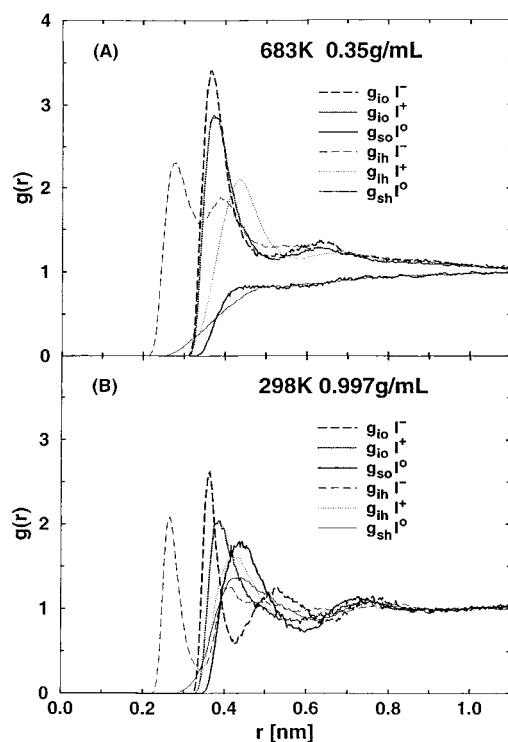 (A) 683K 0.35g/mL
g_io I^-
g_io I^+
g_so I^o
g_ih I^-
g_ih I^+
g_sh I^o
g(r)
4
3
2
1
0
(B) 298K 0.997g/mL
g_io I^-
g_io I^+
g_so I^o
g_ih I^-
g_ih I^+
g_sh I^o
g(r)
3
2
1
0
0.0 0.2 0.4 0.6 0.8 1.0
r [nm]